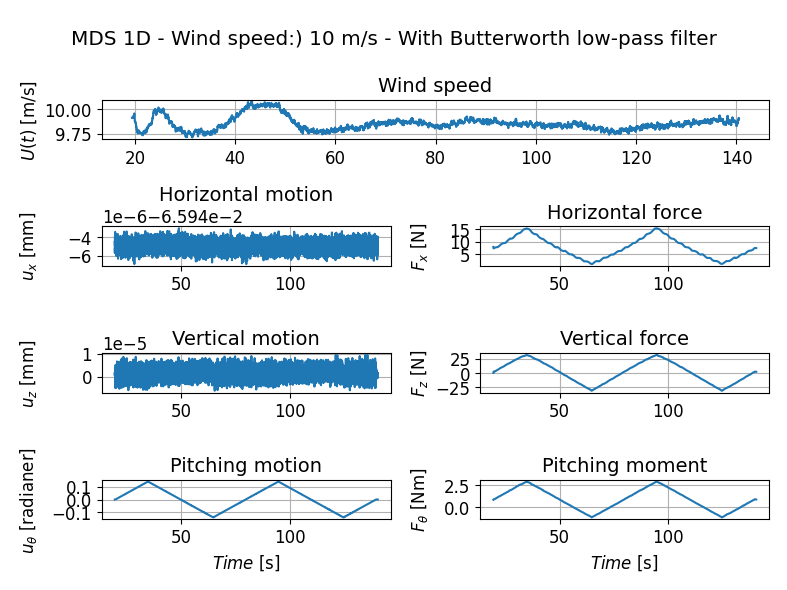 MDS 1D - Wind speed:) 10 m/s - With Butterworth low-pass filter
Wind speed
U(t) [m/s]
10.00
9.75
20 40 60 80 100 120 140
Horizontal motion
1e−6−6.594e−2
u_x [mm]
−4
−6
50 100
Horizontal force
F_x [N]
15
10
5
50 100
Vertical motion
1e−5
u_z [mm]
1
0
50 100
Vertical force
F_z [N]
25
0
−25
50 100
Pitching motion
u_θ [radianer]
0.1
0.0
−0.1
50 100
Time [s]
Pitching moment
F_θ [Nm]
2.5
0.0
50 100
Time [s]